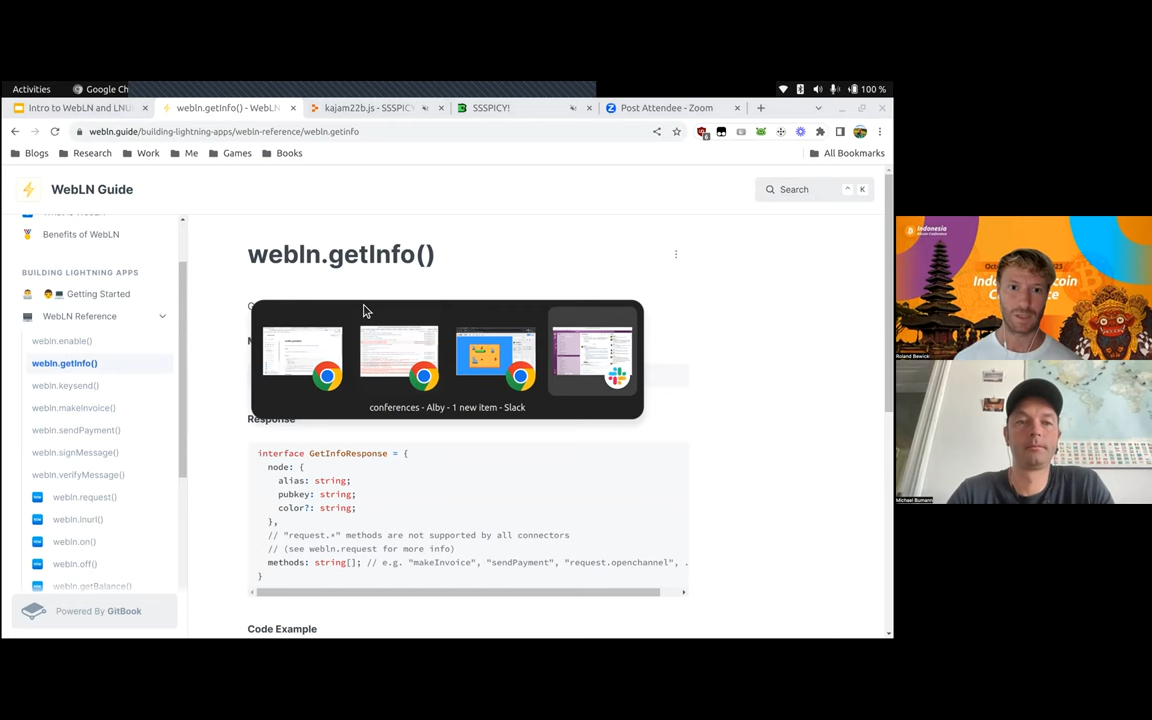 Activities
Google Ch
100 %
Intro to WebLN and LNU
webln.getInfo() - WebLN
kajam22b.js - SSSPICY
SSSPICY!
Post Attendee - Zoom
webln.guide/building-lightning-apps/webln-reference/webln.getinfo
Blogs
Research
Work
Me
Games
Books
All Bookmarks
WebLN Guide
Search
^
K
Benefits of WebLN
BUILDING LIGHTNING APPS
Getting Started
WebLN Reference
webln.enable()
webln.getInfo()
webln.keysend()
webln.makeInvoice()
webln.sendPayment()
webln.signMessage()
webln.verifyMessage()
webln.request()
webln.lnurl()
webln.on()
webln.off()
webln.getBalance()
Powered By GitBook
webln.getInfo()
conferences - Alby - 1 new item - Slack
Response
interface GetInfoResponse = {
node: {
alias: string;
pubkey: string;
color?: string;
},
// "request.*" methods are not supported by all connectors
// (see webln.request for more info)
methods: string[]; // e.g. "makeInvoice", "sendPayment", "request.openchannel", .
}
Code Example
Indonesia
Roland Bewick
Michael Bumann